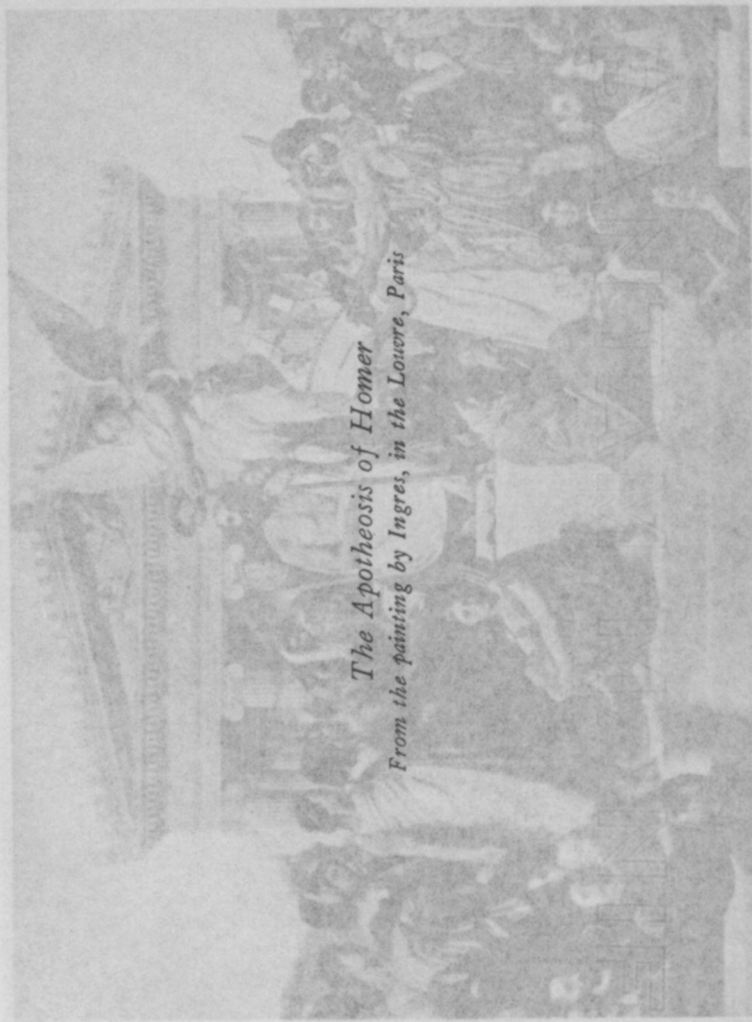 The Apotheosis of Homer
From the painting by Ingres, in the Louvre, Paris